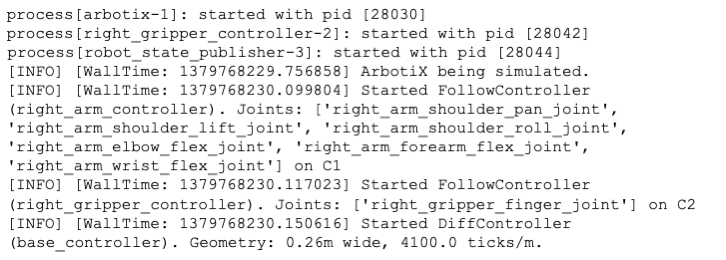 process[arbotix-1]: started with pid [28030]
process[right_gripper_controller-2]: started with pid [28042]
process[robot_state_publisher-3]: started with pid [28044]
[INFO] [WallTime: 1379768229.756858] ArbotiX being simulated.
[INFO] [WallTime: 1379768230.099804] Started FollowController
(right_arm_controller). Joints: ['right_arm_shoulder_pan_joint',
'right_arm_shoulder_lift_joint', 'right_arm_shoulder_roll_joint',
'right_arm_elbow_flex_joint', 'right_arm_forearm_flex_joint',
'right_arm_wrist_flex_joint'] on C1
[INFO] [WallTime: 1379768230.117023] Started FollowController
(right_gripper_controller). Joints: ['right_gripper_finger_joint'] on C2
[INFO] [WallTime: 1379768230.150616] Started DiffController
(base_controller). Geometry: 0.26m wide, 4100.0 ticks/m.